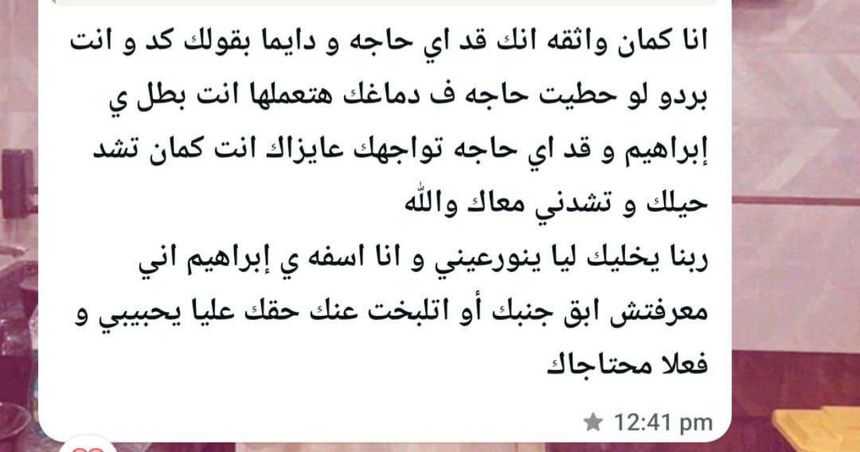 انا كمان واثقه انك قد اي حاجه و دايما بقولك كد و انت
بردو لو حطيت حاجه ف دماغك هتعملها انت بطل ي
إبراهيم و قد اي حاجه تواجهك عايزاك انت كمان تشد
حيلك و تشدني معاك والله
ربنا يخليك ليا ينورعيني و انا اسفه ي إبراهيم اني
معرفتش ابق جنبك أو اتلبخت عنك حقك عليا يحبيبي و
فعلا محتاجاك
12:41 pm